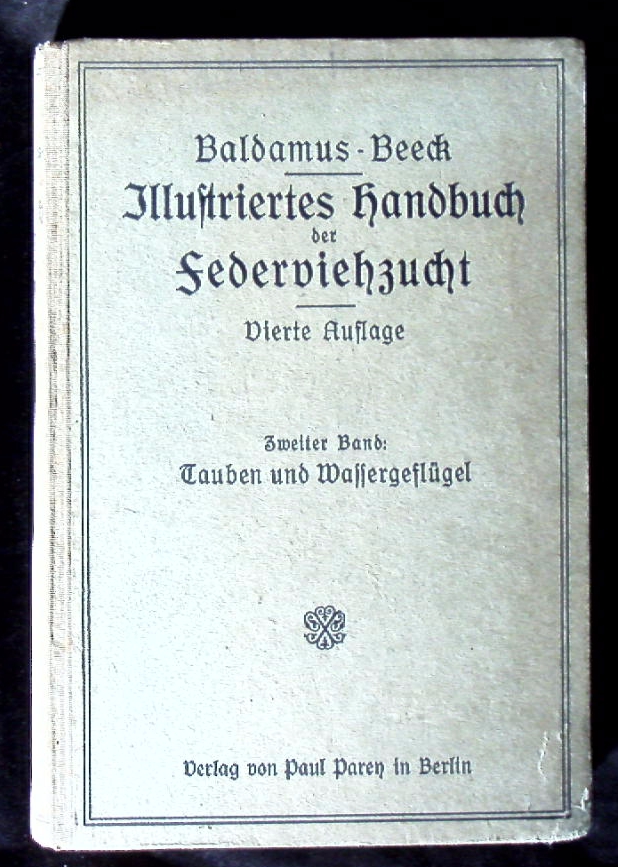 Baldamus - Beeck
Illustriertes Handbuch
der
Federviehzucht
Vierte Auflage
Zweiter Band:
Tauben und Wassergeflügel
Verlag von Paul Parey in Berlin